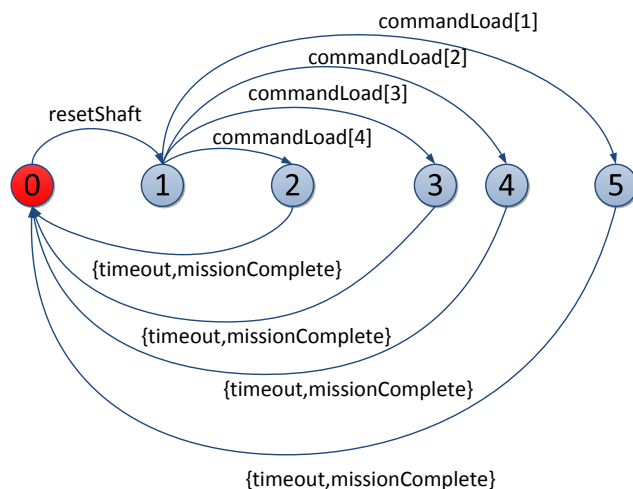 commandLoad[1]
commandLoad[2]
commandLoad[3]
resetShaft
commandLoad[4]
0 1 2 3 4 5
{timeout,missionComplete}
{timeout,missionComplete}
{timeout,missionComplete}
{timeout,missionComplete}